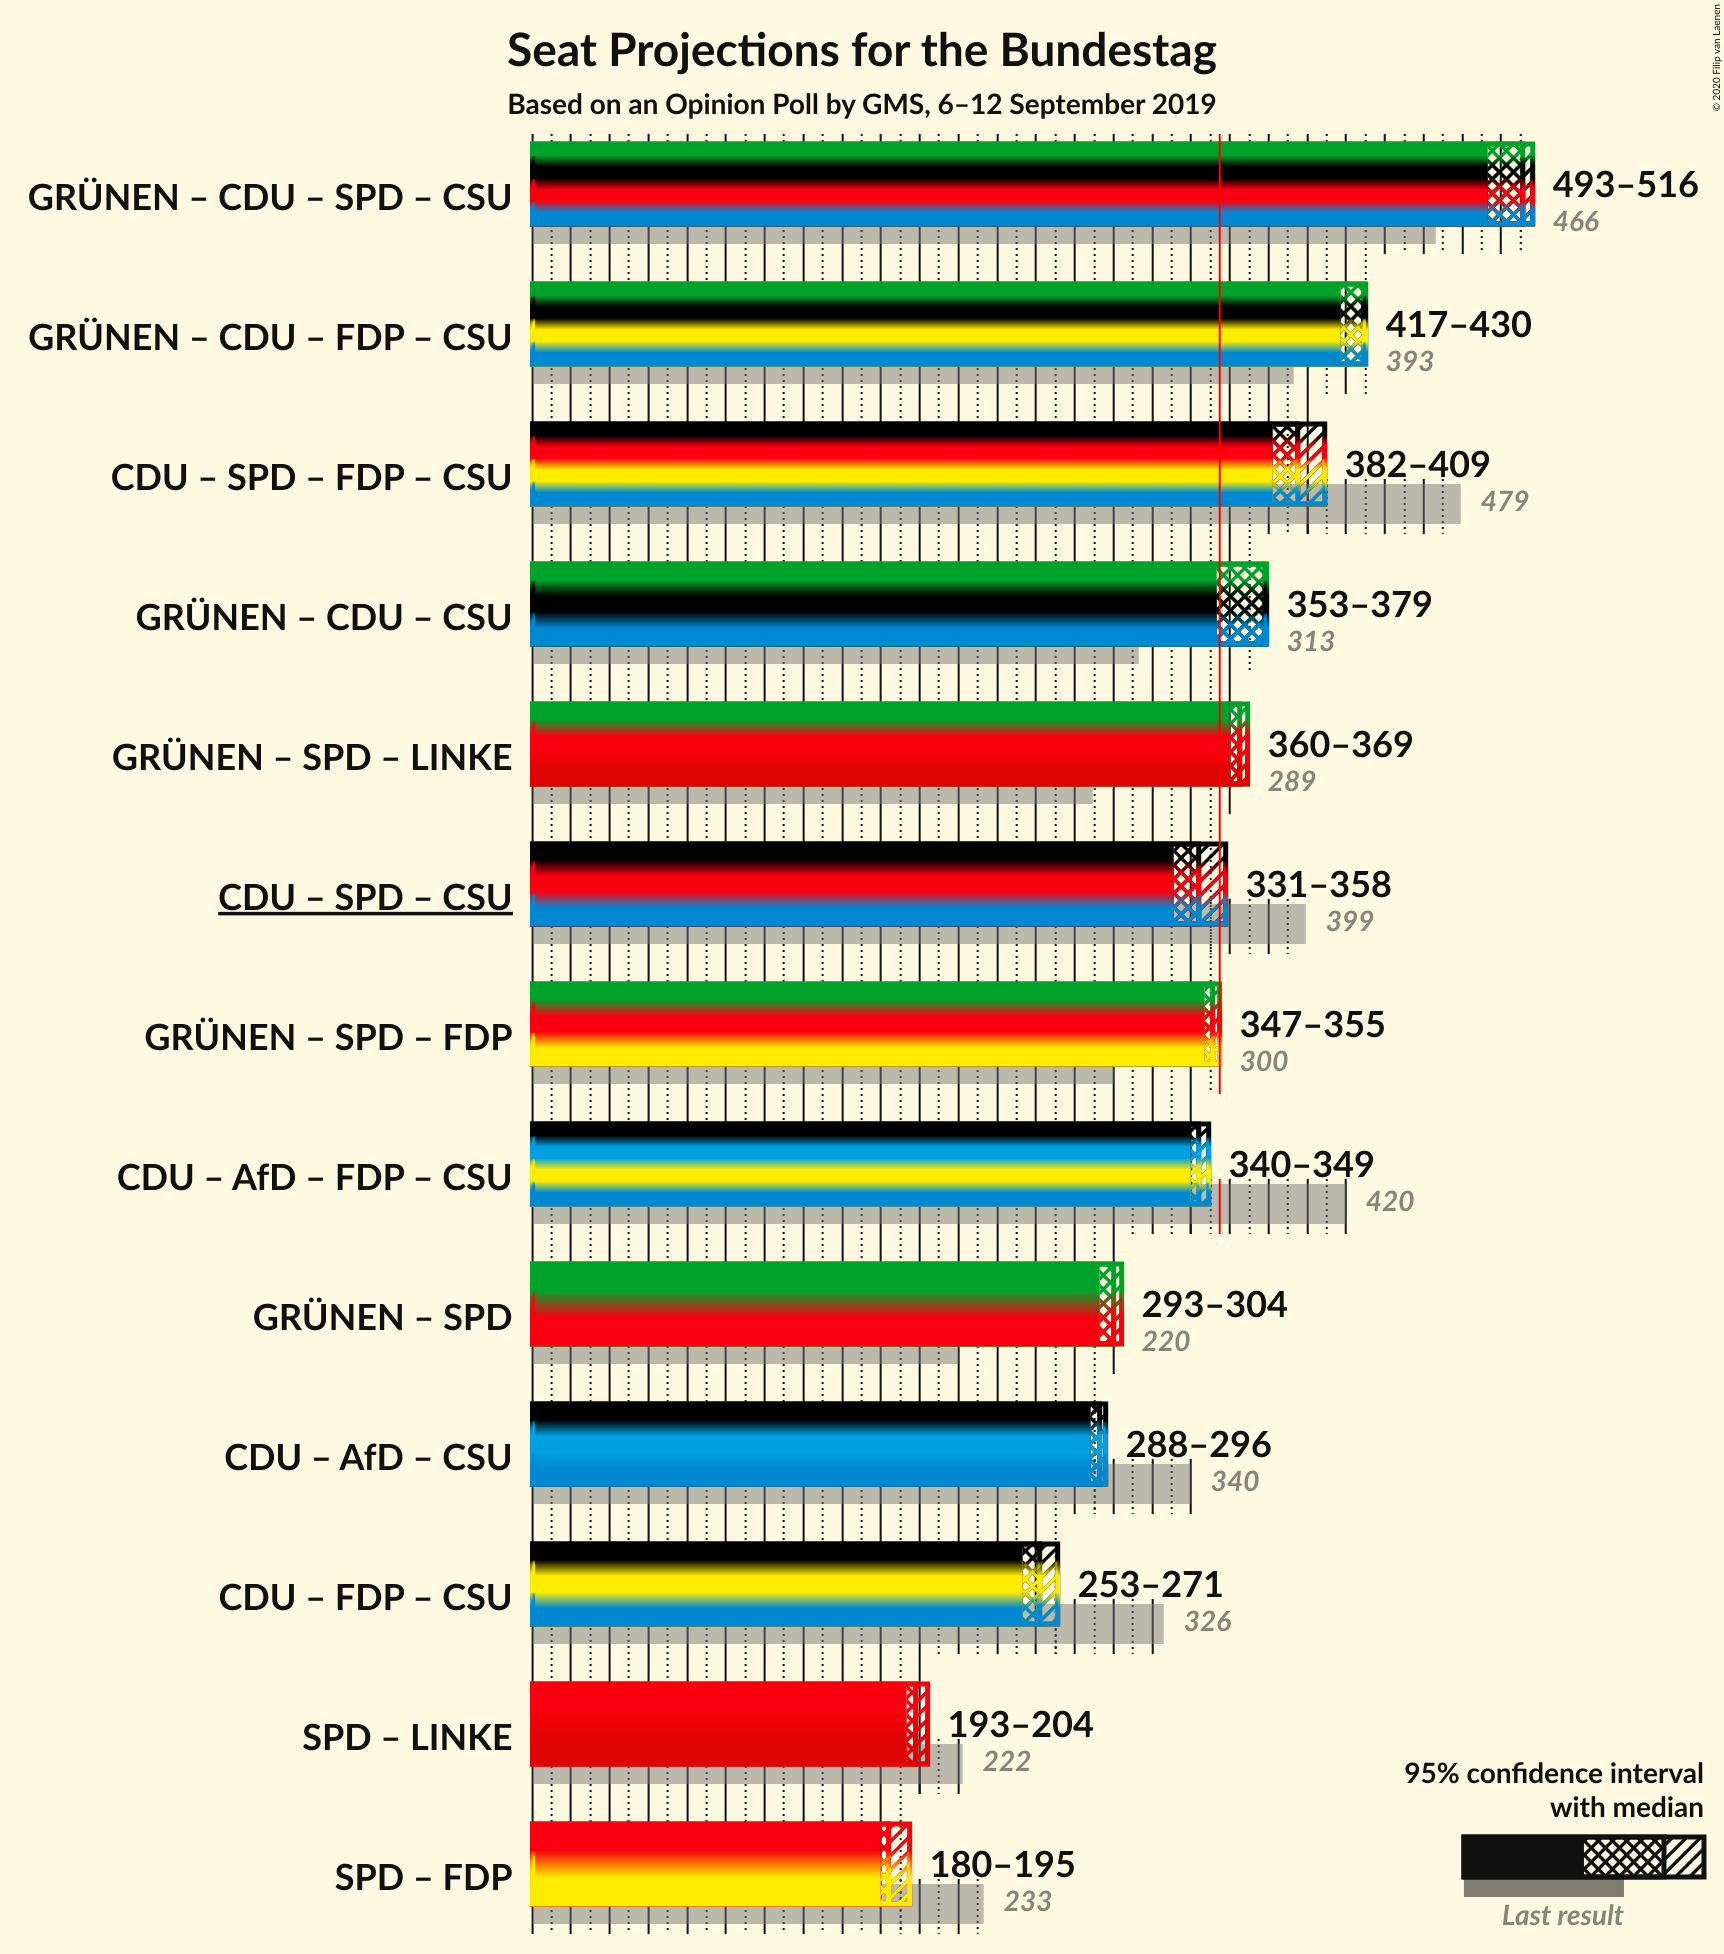 Seat Projections for the Bundestag
Based on an Opinion Poll by GMS, 6–12 September 2019
© 2020 Filip van Laenen
GRÜNEN – CDU – SPD – CSU
493–516
466
GRÜNEN – CDU – FDP – CSU
417–430
393
CDU – SPD – FDP – CSU
382–409
479
GRÜNEN – CDU – CSU
353–379
313
GRÜNEN – SPD – LINKE
360–369
289
CDU – SPD – CSU
331–358
399
GRÜNEN – SPD – FDP
347–355
300
CDU – AfD – FDP – CSU
340–349
420
GRÜNEN – SPD
293–304
220
CDU – AfD – CSU
288–296
340
CDU – FDP – CSU
253–271
326
SPD – LINKE
193–204
222
SPD – FDP
180–195
233
95% confidence interval
with median
Last result